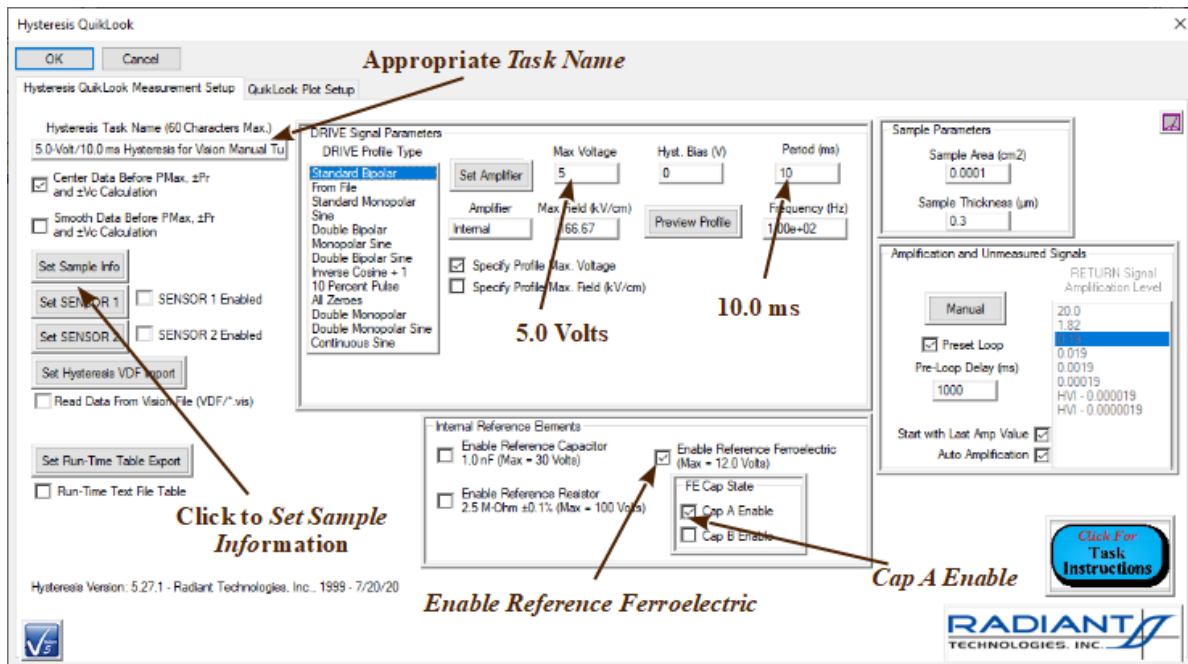 Hysteresis QuikLook
OK
Cancel
Appropriate Task Name
Hysteresis QuikLook Measurement Setup
QuikLook Plot Setup
Hysteresis Task Name (60 Characters Max.)
5.0-Volt/10.0 ms Hysteresis for Vision Manual Tu
Center Data Before PMax, ±Pr
and ±Vc Calculation
Smooth Data Before PMax, ±Pr
and ±Vc Calculation
Set Sample Info
Set SENSOR 1
SENSOR 1 Enabled
Set SENSOR 2
SENSOR 2 Enabled
Set Hysteresis VDF Import
Read Data From Vision File (VDF/*.vis)
Set Run-Time Table Export
Run-Time Text File Table
Click to Set Sample
Information
Hysteresis Version: 5.27.1 - Radiant Technologies, Inc., 1999 - 7/20/20
DRIVE Signal Parameters
DRIVE Profile Type
Standard Bipolar
From File
Standard Monopolar
Sine
Double Bipolar
Monopolar Sine
Double Bipolar Sine
Inverse Cosine + 1
10 Percent Pulse
All Zeroes
Double Monopolar
Double Monopolar Sine
Continuous Sine
Set Amplifier
Max Voltage
5
Hyst. Bias (V)
0
Period (ms)
10
Amplifier
Internal
Max Field (kV/cm)
166.67
Preview Profile
Frequency (Hz)
1.00e+02
Specify Profile Max. Voltage
Specify Profile Max. Field (kV/cm)
5.0 Volts
10.0 ms
Sample Parameters
Sample Area (cm2)
0.0001
Sample Thickness (µm)
0.3
Amplification and Unmeasured Signals
RETURN Signal
Amplification Level
Manual
Preset Loop
Pre-Loop Delay (ms)
1000
20.0
1.82
0.019
0.0019
0.00019
HVI - 0.000019
HVI - 0.0000019
Start with Last Amp Value
Auto Amplification
Internal Reference Elements
Enable Reference Capacitor
1.0 nF (Max = 30 Volts)
Enable Reference Resistor
2.5 M-Ohm ±0.1% (Max = 100 Volts)
Enable Reference Ferroelectric
(Max = 12.0 Volts)
FE Cap State
Cap A Enable
Cap B Enable
Enable Reference Ferroelectric
Cap A Enable
Click For
Task
Instructions
RADIANT
TECHNOLOGIES, INC.